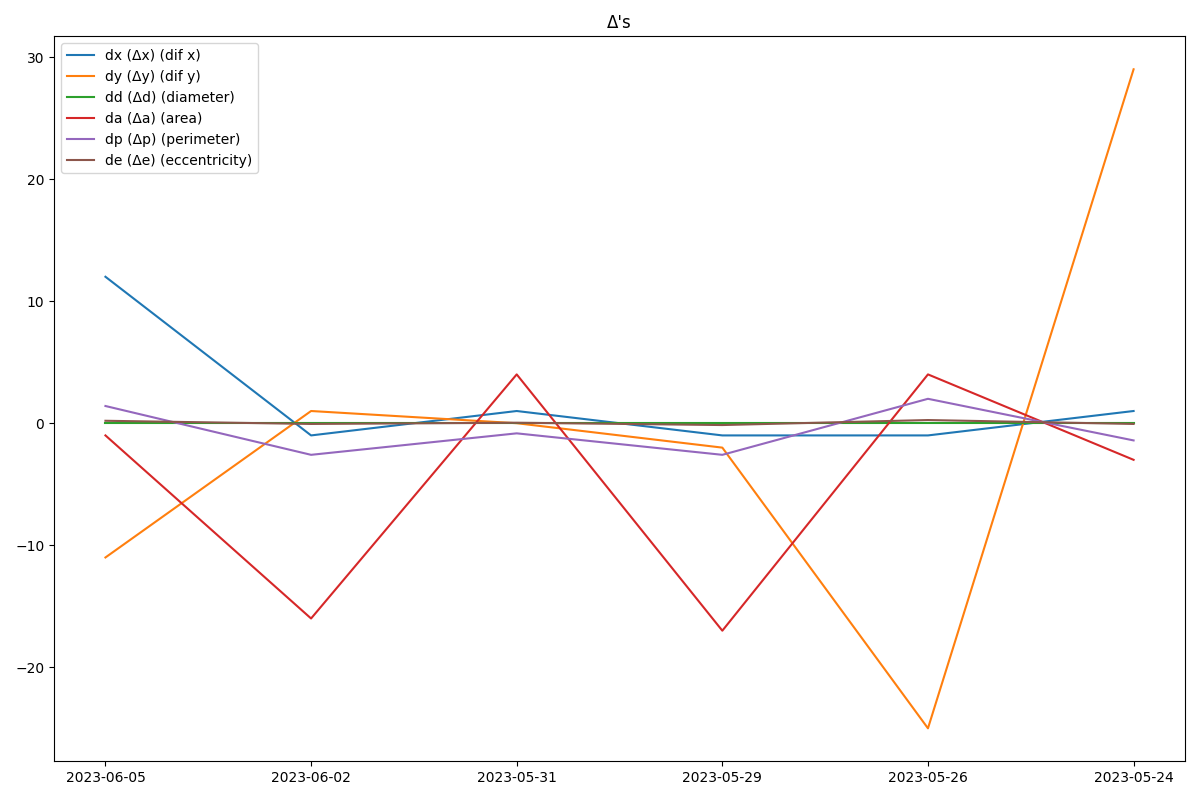 Δ's
dx (Δx) (dif x)
dy (Δy) (dif y)
dd (Δd) (diameter)
da (Δa) (area)
dp (Δp) (perimeter)
de (Δe) (eccentricity)
30
20
10
0
−10
−20
2023-06-05 2023-06-02 2023-05-31 2023-05-29 2023-05-26 2023-05-24